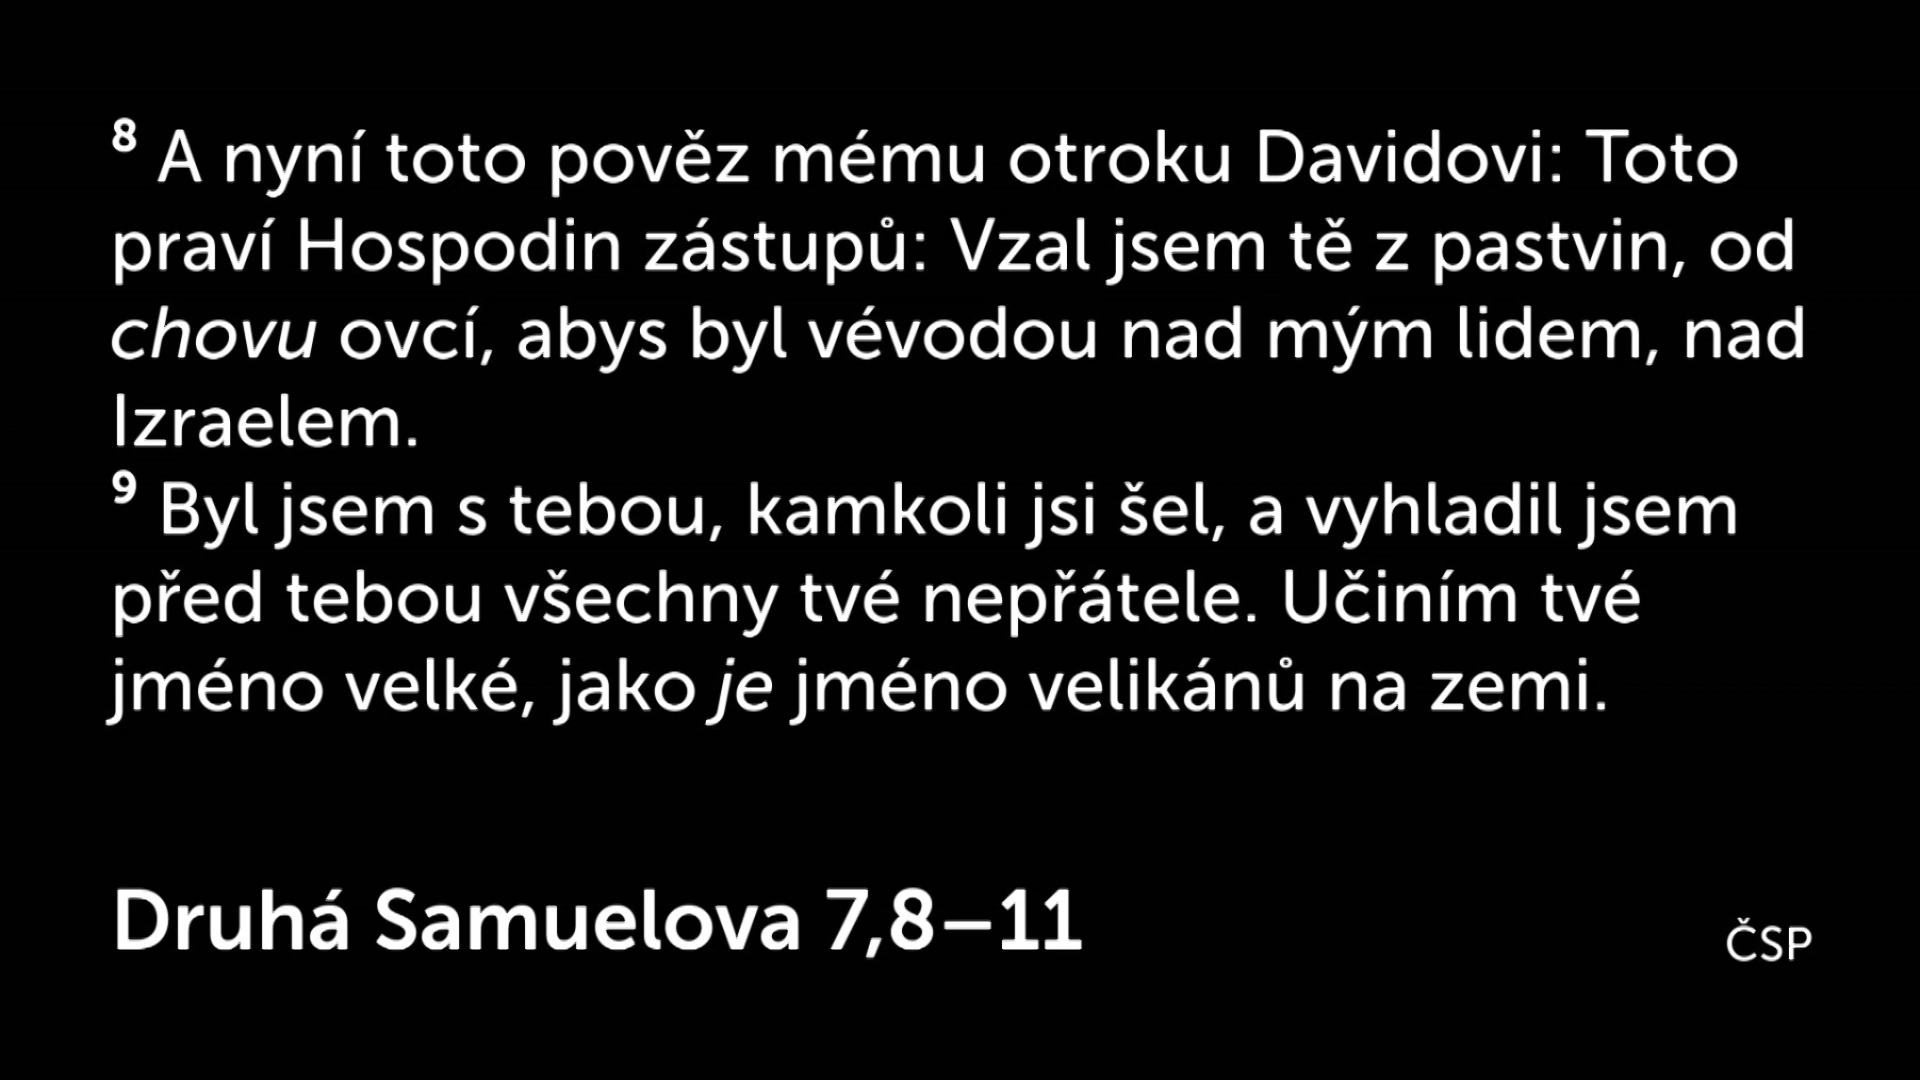 8 A nyní toto pověz mému otroku Davidovi: Toto
praví Hospodin zástupů: Vzal jsem tě z pastvin, od
chovu ovcí, abys byl vévodou nad mým lidem, nad
Izraelem.
9 Byl jsem s tebou, kamkoli jsi šel, a vyhladil jsem
před tebou všechny tvé nepřátele. Učiním tvé
jméno velké, jako je jméno velikánů na zemi.
Druhá Samuelova 7,8–11
ČSP